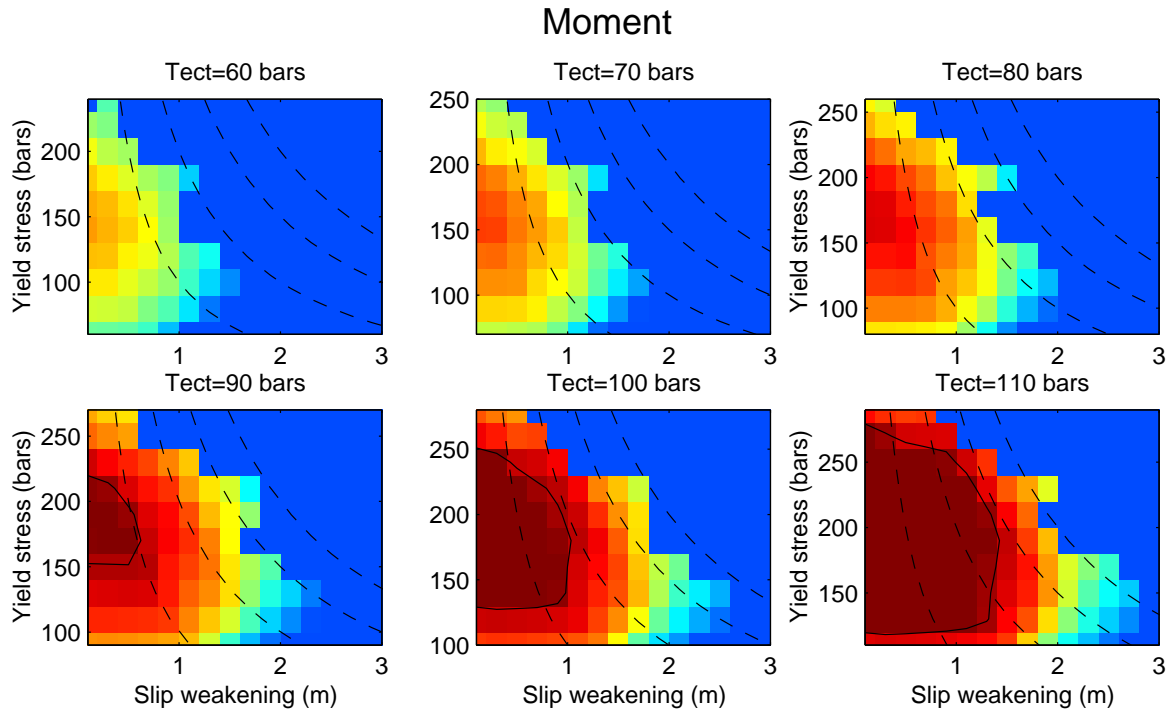 Moment
Tect=60 bars
Tect=70 bars
Tect=80 bars
Yield stress (bars)
200
150
100
1 2 3
250
200
150
100
1 2 3
Yield stress (bars)
250
200
150
100
1 2 3
Tect=90 bars
Tect=100 bars
Tect=110 bars
Yield stress (bars)
250
200
150
100
1 2 3
Slip weakening (m)
250
200
150
100
1 2 3
Slip weakening (m)
Yield stress (bars)
250
200
150
1 2 3
Slip weakening (m)